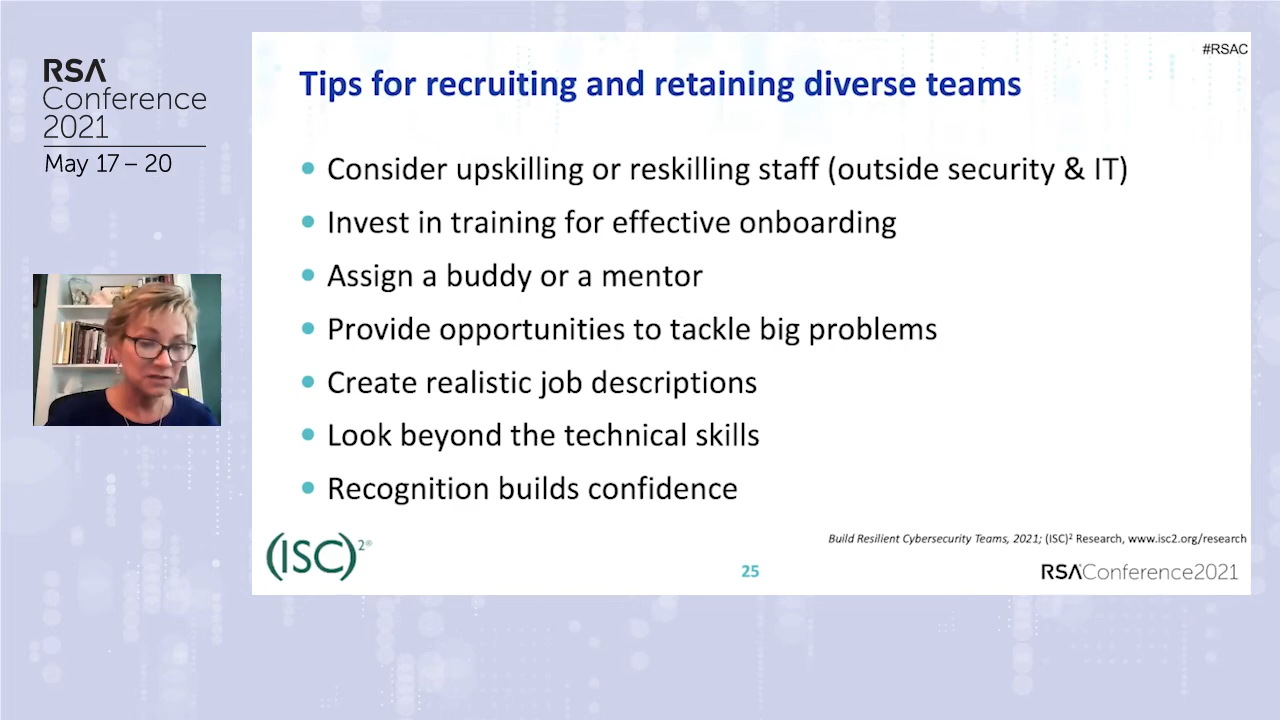 RSA
Conference
2021
May 17 – 20
#RSAC
Tips for recruiting and retaining diverse teams
• Consider upskilling or reskilling staff (outside security & IT)
• Invest in training for effective onboarding
• Assign a buddy or a mentor
• Provide opportunities to tackle big problems
• Create realistic job descriptions
• Look beyond the technical skills
• Recognition builds confidence
Build Resilient Cybersecurity Teams, 2021; (ISC)² Research, www.isc2.org/research
(ISC)²®
25
RSAConference2021